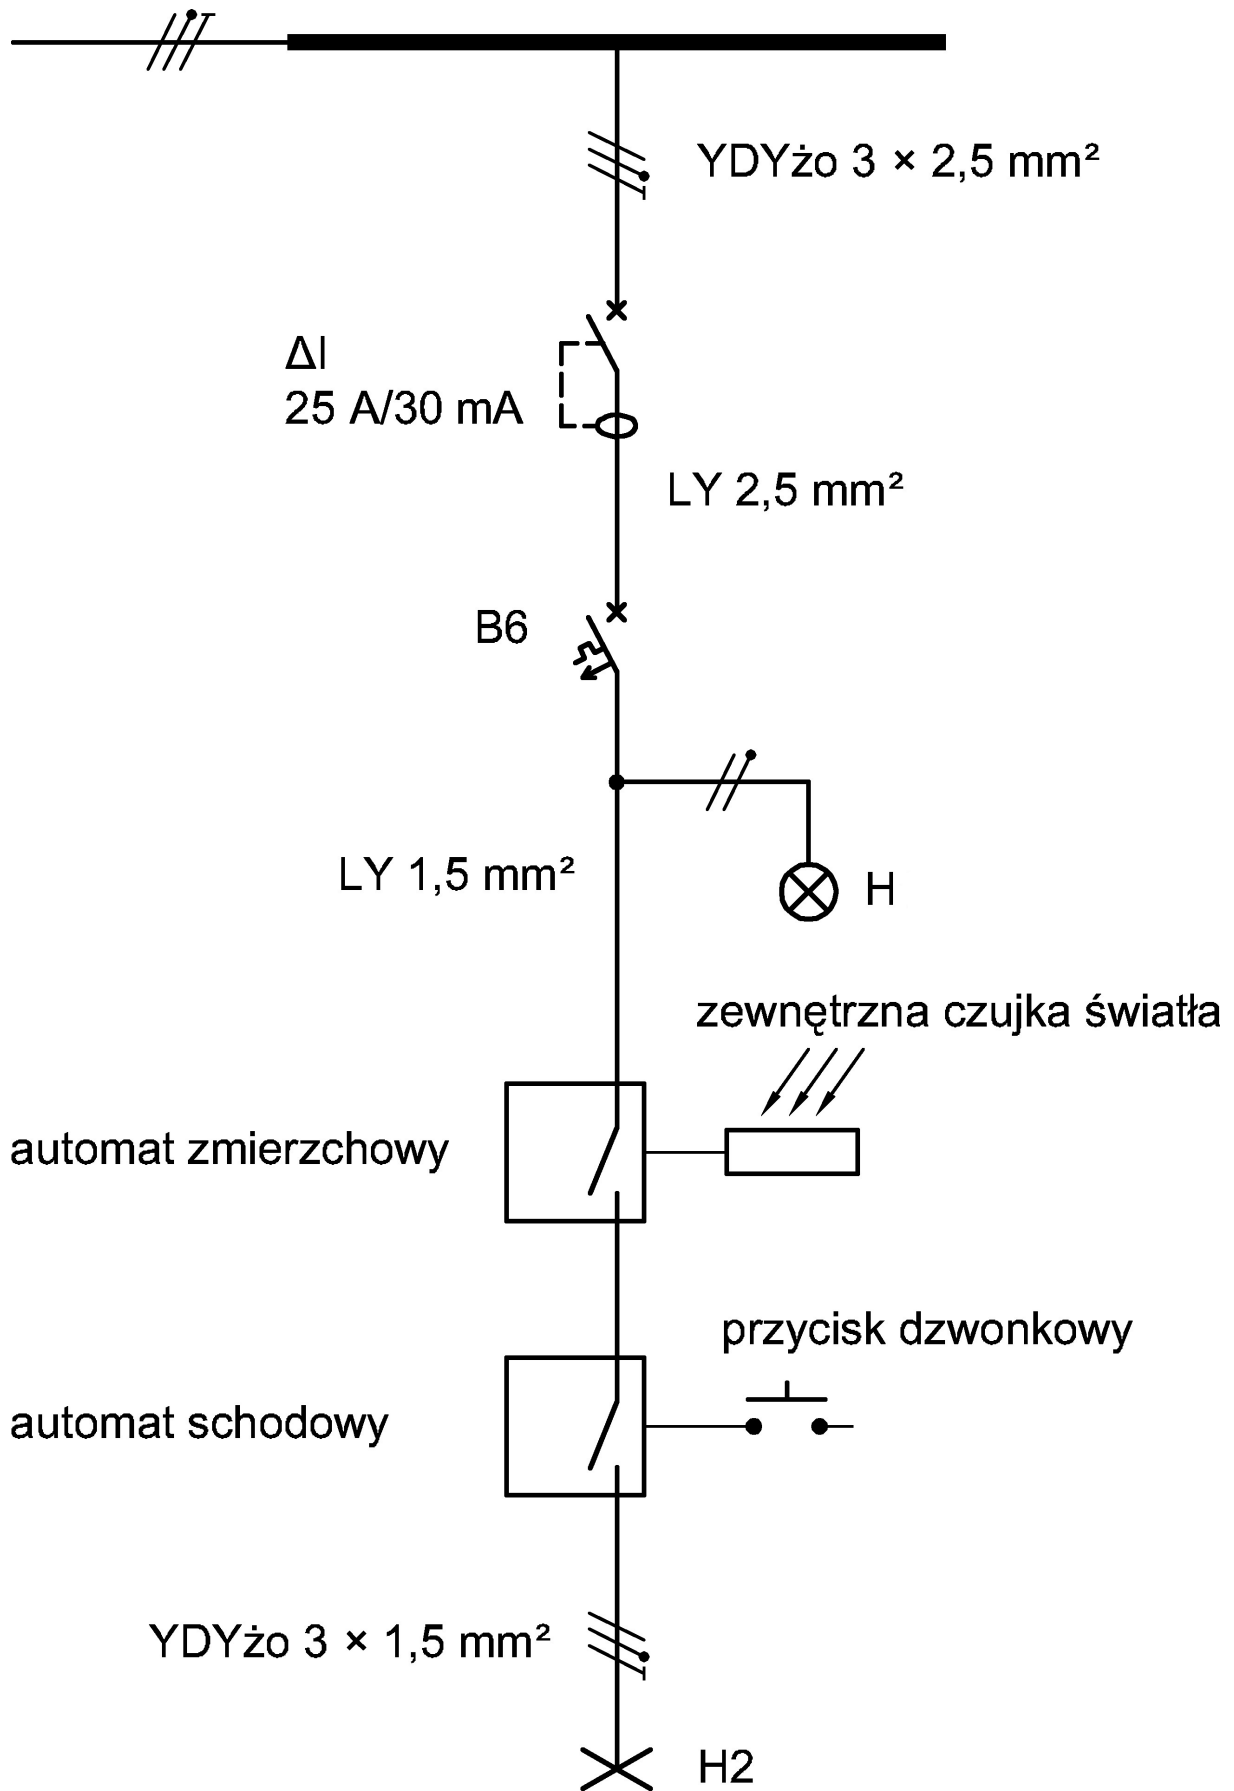 YDYżo 3 × 2,5 mm²
ΔI
25 A/30 mA
LY 2,5 mm²
B6
LY 1,5 mm²
H
zewnętrzna czujka światła
automat zmierzchowy
przycisk dzwonkowy
automat schodowy
YDYżo 3 × 1,5 mm²
H2